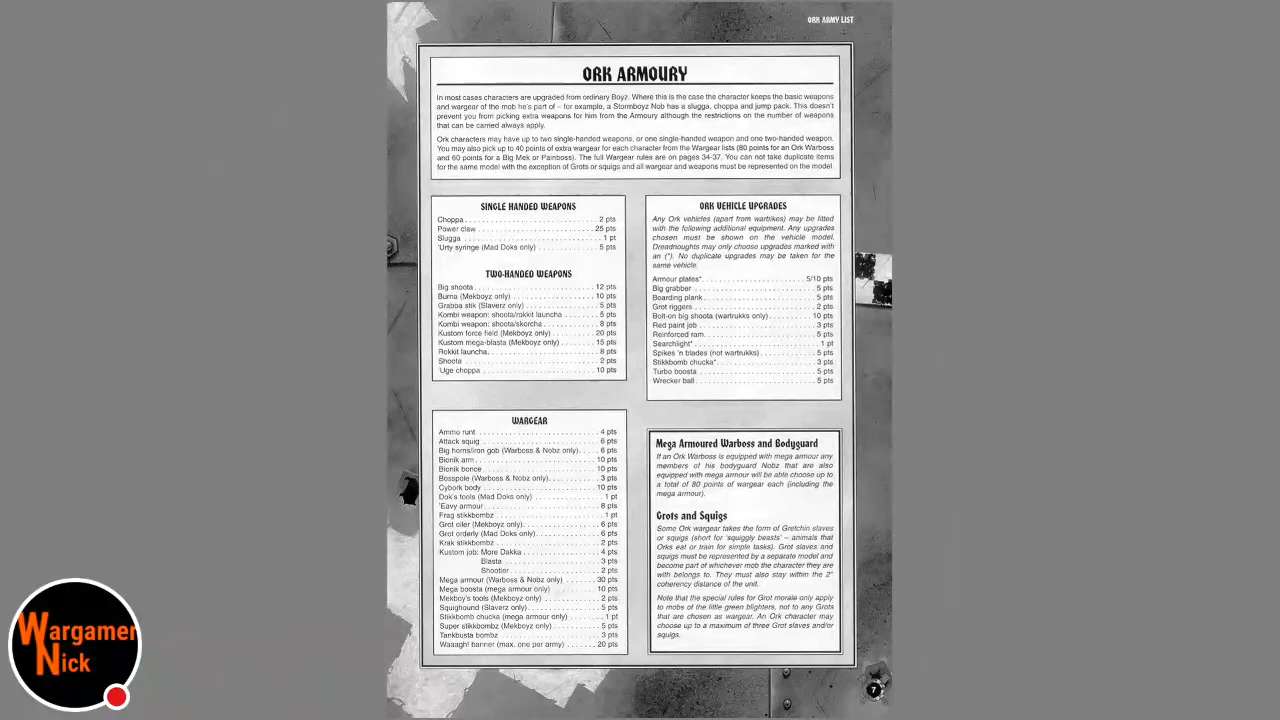 ORK ARMY LIST
ORK ARMOURY
In most cases characters are upgraded from ordinary Boyz. Where this is the case the character keeps the basic weapons
and wargear of the mob he's part of – for example, a Stormboyz Nob has a slugga, choppa and jump pack. This doesn't
prevent you from picking extra weapons for him from the Armoury although the restrictions on the number of weapons
that can be carried always apply.
Ork characters may have up to two single-handed weapons, or one single-handed weapon and one two-handed weapon.
You may also pick up to 40 points of extra wargear for each character from the Wargear lists (80 points for an Ork Warboss
and 60 points for a Big Mek or Painboss). The full Wargear rules are on pages 34-37. You can not take duplicate items
for the same model with the exception of Grots or squigs and all wargear and weapons must be represented on the model.
SINGLE HANDED WEAPONS
Choppa . . . . . . . . . . . . . . . . . . . . . . . . . . . . . 2 pts
Power claw . . . . . . . . . . . . . . . . . . . . . . . . . . 25 pts
Slugga . . . . . . . . . . . . . . . . . . . . . . . . . . . . . . 1 pt
'Urty syringe (Mad Doks only) . . . . . . . . . . . . . 5 pts
TWO-HANDED WEAPONS
Big shoota . . . . . . . . . . . . . . . . . . . . . . . . . . 12 pts
Burna (Mekboyz only) . . . . . . . . . . . . . . . . . . 10 pts
Grabba stik (Slaverz only) . . . . . . . . . . . . . . . . 5 pts
Kombi weapon: shoota/rokkit launcha . . . . . . . . 5 pts
Kombi weapon: shoota/skorcha . . . . . . . . . . . . 8 pts
Kustom force field (Mekboyz only) . . . . . . . . . 20 pts
Kustom mega-blasta (Mekboyz only) . . . . . . . 15 pts
Rokkit launcha . . . . . . . . . . . . . . . . . . . . . . . . 8 pts
Shoota . . . . . . . . . . . . . . . . . . . . . . . . . . . . . 2 pts
'Uge choppa . . . . . . . . . . . . . . . . . . . . . . . . 10 pts
WARGEAR
Ammo runt . . . . . . . . . . . . . . . . . . . . . . . . . . 4 pts
Attack squig . . . . . . . . . . . . . . . . . . . . . . . . . 6 pts
Big horns/iron gob (Warboss & Nobz only) . . . . . 6 pts
Bionik arm . . . . . . . . . . . . . . . . . . . . . . . . . . 10 pts
Bionik bonce . . . . . . . . . . . . . . . . . . . . . . . . 10 pts
Bosspole (Warboss & Nobz only) . . . . . . . . . . . 3 pts
Cybork body . . . . . . . . . . . . . . . . . . . . . . . . 10 pts
Dok's tools (Mad Doks only) . . . . . . . . . . . . . . . 1 pt
'Eavy armour . . . . . . . . . . . . . . . . . . . . . . . . . 8 pts
Frag stikkbombz . . . . . . . . . . . . . . . . . . . . . . . 1 pt
Grot oiler (Mekboyz only) . . . . . . . . . . . . . . . . . 6 pts
Grot orderly (Mad Doks only) . . . . . . . . . . . . . . 6 pts
Krak stikkbombz . . . . . . . . . . . . . . . . . . . . . . . 2 pts
Kustom job: More Dakka . . . . . . . . . . . . . . . . . 4 pts
Blasta . . . . . . . . . . . . . . . . . . . . . 3 pts
Shootier . . . . . . . . . . . . . . . . . . . 2 pts
Mega armour (Warboss & Nobz only) . . . . . . . 30 pts
Mega boosta (mega armour only) . . . . . . . . . . 10 pts
Mekboy's tools (Mekboyz only) . . . . . . . . . . . . . 2 pts
Squighound (Slaverz only) . . . . . . . . . . . . . . . . 5 pts
Stikkbomb chucka (mega armour only) . . . . . . . . 1 pt
Super stikkbombz (Mekboyz only) . . . . . . . . . . . 5 pts
Tankbusta bombz . . . . . . . . . . . . . . . . . . . . . . 3 pts
Waaagh! banner (max. one per army) . . . . . . . 20 pts
ORK VEHICLE UPGRADES
Any Ork vehicles (apart from warbikes) may be fitted
with the following additional equipment. Any upgrades
chosen must be shown on the vehicle model.
Dreadnoughts may only choose upgrades marked with
an (*). No duplicate upgrades may be taken for the
same vehicle.
Armour plates* . . . . . . . . . . . . . . . . . . . . . . 5/10 pts
Big grabber . . . . . . . . . . . . . . . . . . . . . . . . . . 5 pts
Boarding plank . . . . . . . . . . . . . . . . . . . . . . . . 5 pts
Grot riggers . . . . . . . . . . . . . . . . . . . . . . . . . . 2 pts
Bolt-on big shoota (wartrukks only) . . . . . . . . . 10 pts
Red paint job . . . . . . . . . . . . . . . . . . . . . . . . . 3 pts
Reinforced ram . . . . . . . . . . . . . . . . . . . . . . . . 5 pts
Searchlight* . . . . . . . . . . . . . . . . . . . . . . . . . . 1 pt
Spikes 'n blades (not wartrukks) . . . . . . . . . . . . 5 pts
Stikkbomb chucka* . . . . . . . . . . . . . . . . . . . . . 3 pts
Turbo boosta . . . . . . . . . . . . . . . . . . . . . . . . . 5 pts
Wrecker ball . . . . . . . . . . . . . . . . . . . . . . . . . . 5 pts
Mega Armoured Warboss and Bodyguard
If an Ork Warboss is equipped with mega armour any
members of his bodyguard Nobz that are also
equipped with mega armour will be able choose up to
a total of 80 points of wargear each (including the
mega armour).
Grots and Squigs
Some Ork wargear takes the form of Gretchin slaves
or squigs (short for 'squiggly beasts' – animals that
Orks eat or train for simple tasks). Grot slaves and
squigs must be represented by a separate model and
become part of whichever mob the character they are
with belongs to. They must also stay within the 2"
coherency distance of the unit.
Note that the special rules for Grot morale only apply
to mobs of the little green blighters, not to any Grots
that are chosen as wargear. An Ork character may
choose up to a maximum of three Grot slaves and/or
squigs.
7
Wargamer
Nick